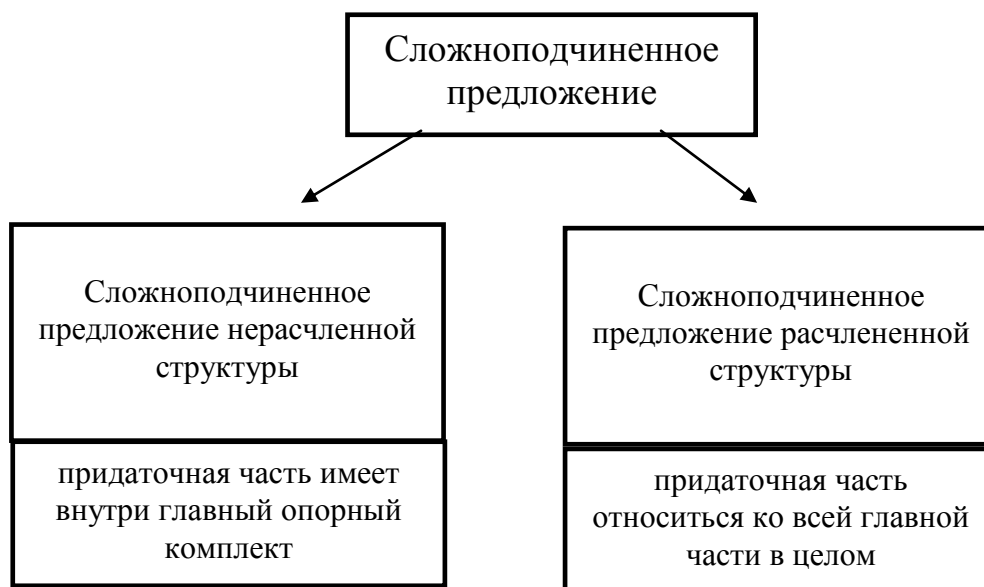 Сложноподчиненное
предложение
Сложноподчиненное
предложение нерасчленной
структуры
придаточная часть имеет
внутри главный опорный
комплект
Сложноподчиненное
предложение расчлененной
структуры
придаточная часть
относиться ко всей главной
части в целом